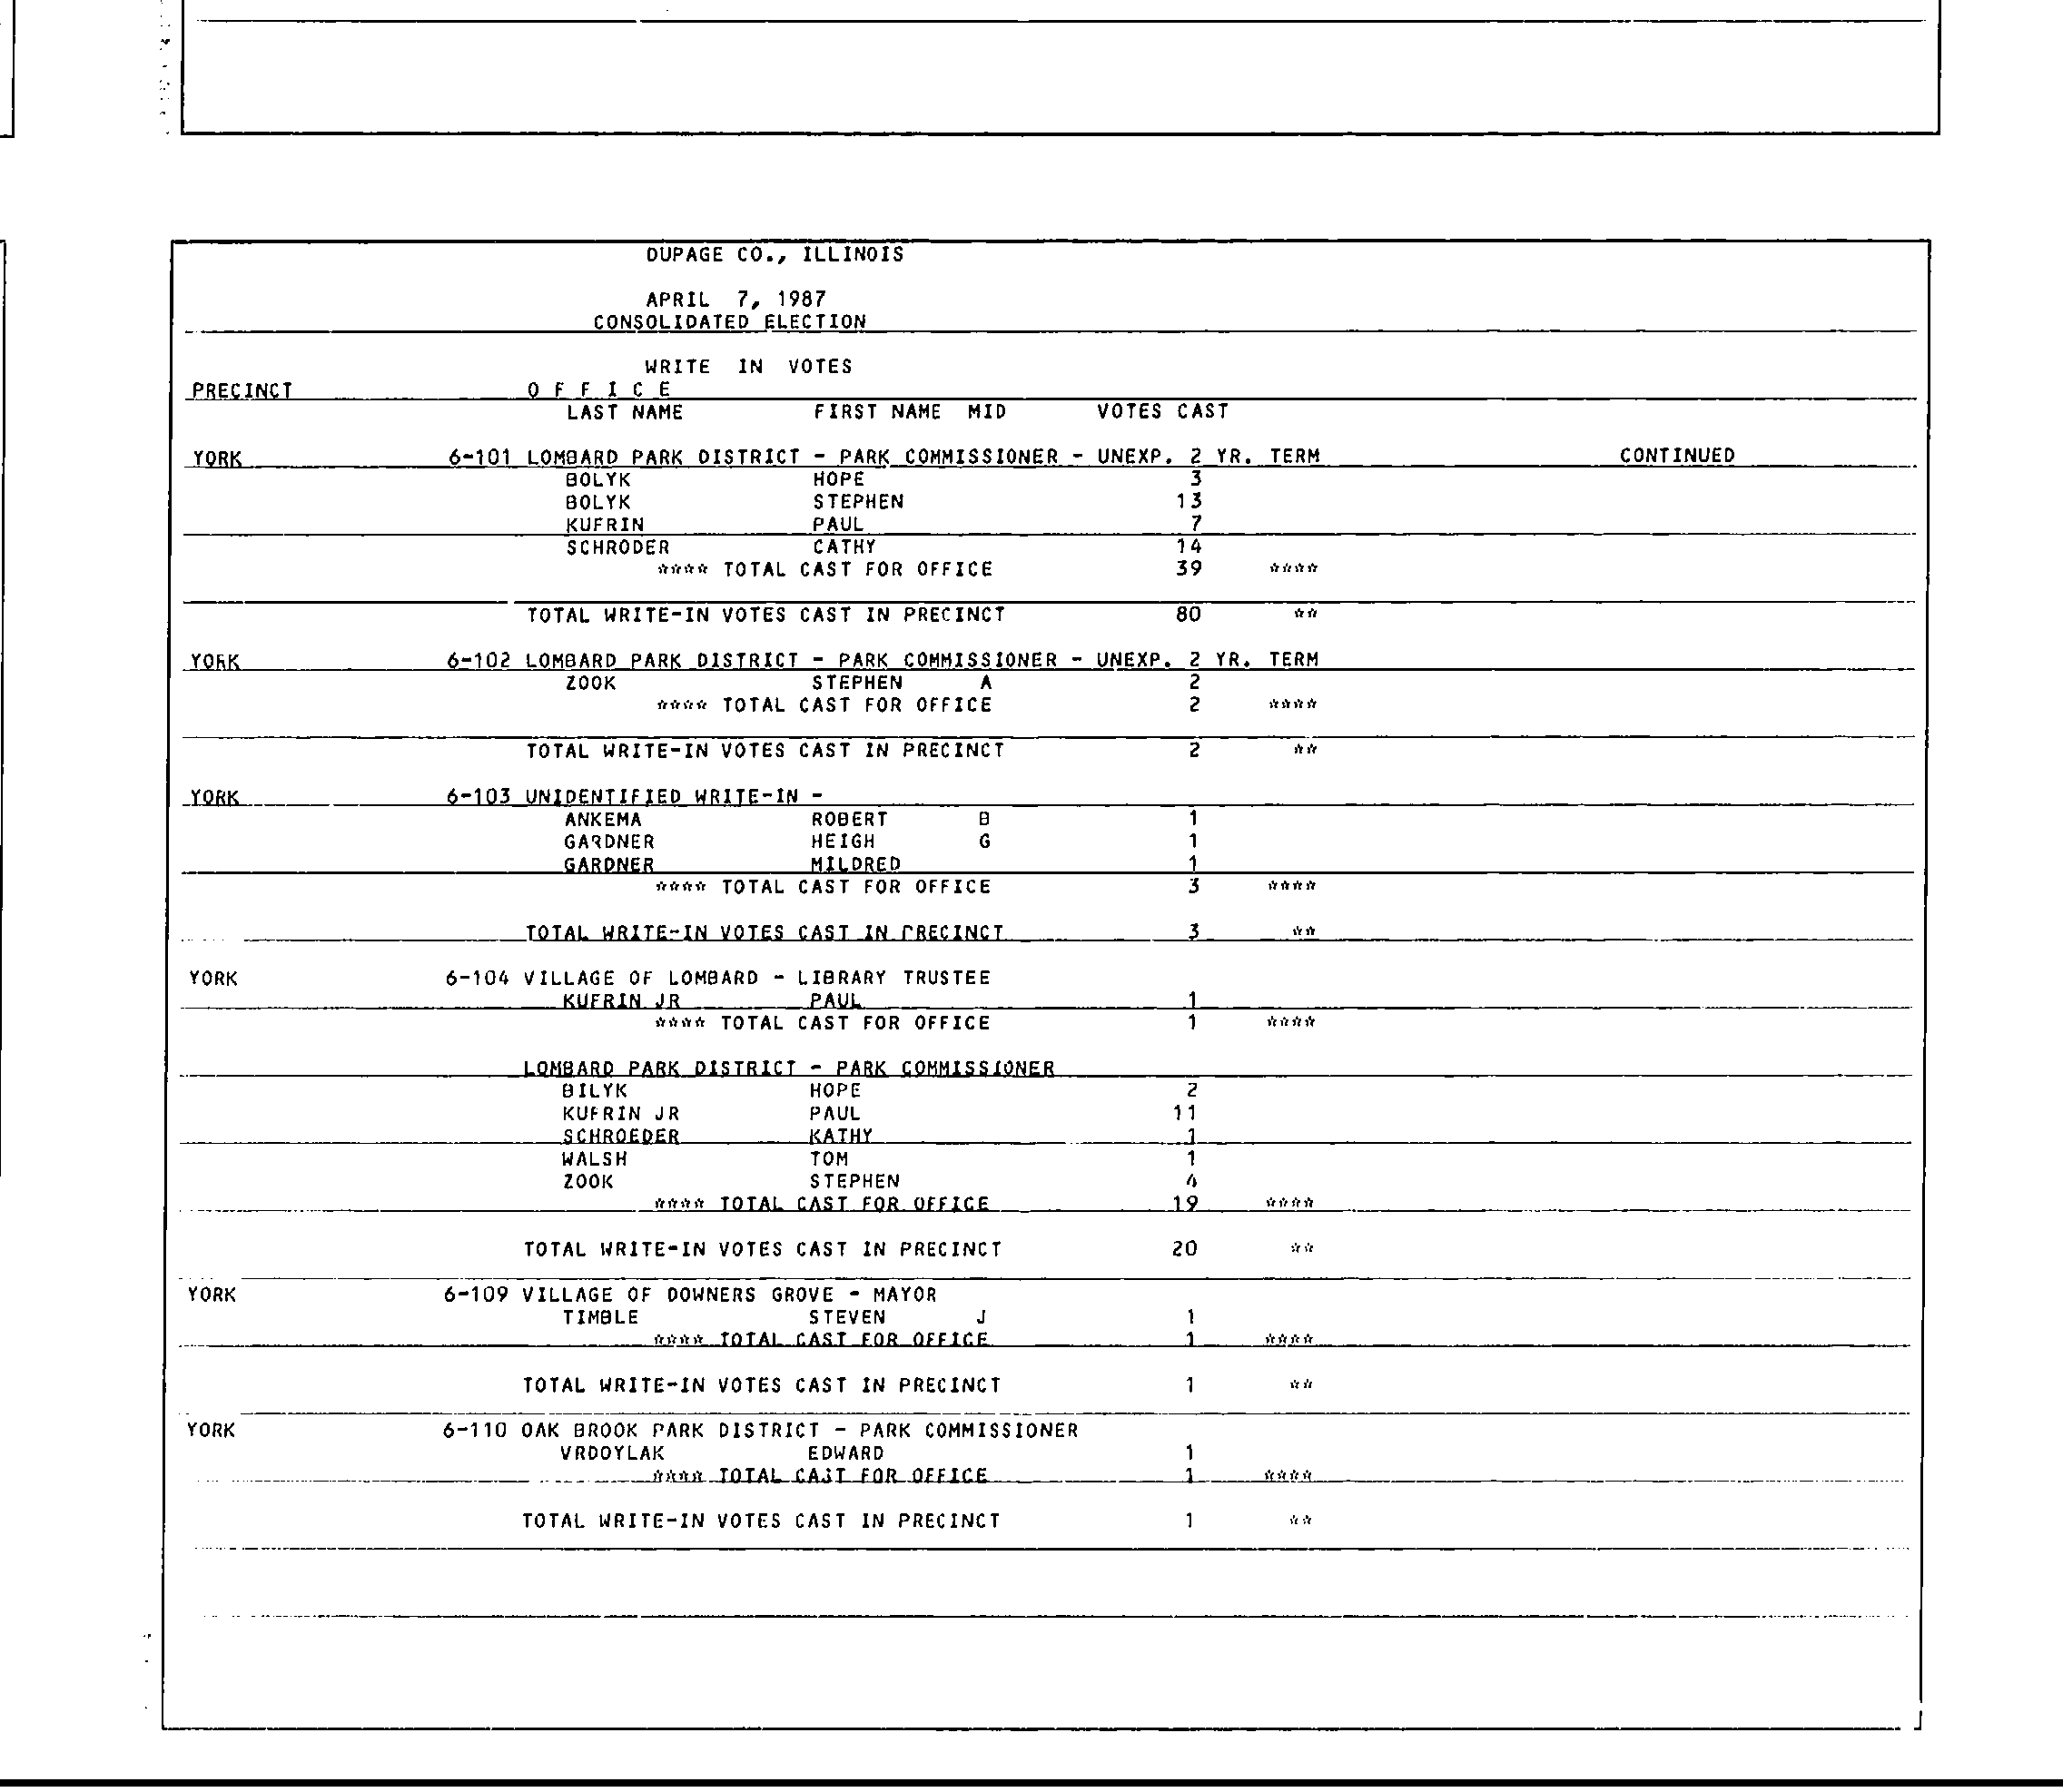 DUPAGE CO., ILLINOIS
APRIL 7, 1987
CONSOLIDATED ELECTION
WRITE IN VOTES
PRECINCT O F F I C E
LAST NAME FIRST NAME MID VOTES CAST
YORK 6-101 LOMBARD PARK DISTRICT - PARK COMMISSIONER - UNEXP. 2 YR. TERM CONTINUED
BOLYK HOPE 3
BOLYK STEPHEN 13
KUFRIN PAUL 7
SCHRODER CATHY 14
**** TOTAL CAST FOR OFFICE 39 ****
TOTAL WRITE-IN VOTES CAST IN PRECINCT 80 **
YORK 6-102 LOMBARD PARK DISTRICT - PARK COMMISSIONER - UNEXP. 2 YR. TERM
ZOOK STEPHEN A 2
**** TOTAL CAST FOR OFFICE 2 ****
TOTAL WRITE-IN VOTES CAST IN PRECINCT 2 **
YORK 6-103 UNIDENTIFIED WRITE-IN -
ANKEMA ROBERT B 1
GARDNER HEIGH G 1
GARDNER MILDRED 1
**** TOTAL CAST FOR OFFICE 3 ****
TOTAL WRITE-IN VOTES CAST IN PRECINCT 3 **
YORK 6-104 VILLAGE OF LOMBARD - LIBRARY TRUSTEE
KUFRIN JR PAUL 1
**** TOTAL CAST FOR OFFICE 1 ****
LOMBARD PARK DISTRICT - PARK COMMISSIONER
BILYK HOPE 2
KUFRIN JR PAUL 11
SCHROEDER KATHY 1
WALSH TOM 1
ZOOK STEPHEN 4
**** TOTAL CAST FOR OFFICE 19 ****
TOTAL WRITE-IN VOTES CAST IN PRECINCT 20 **
YORK 6-109 VILLAGE OF DOWNERS GROVE - MAYOR
TIMBLE STEVEN J 1
**** TOTAL CAST FOR OFFICE 1 ****
TOTAL WRITE-IN VOTES CAST IN PRECINCT 1 **
YORK 6-110 OAK BROOK PARK DISTRICT - PARK COMMISSIONER
VRDOYLAK EDWARD 1
**** TOTAL CAST FOR OFFICE 1 ****
TOTAL WRITE-IN VOTES CAST IN PRECINCT 1 **